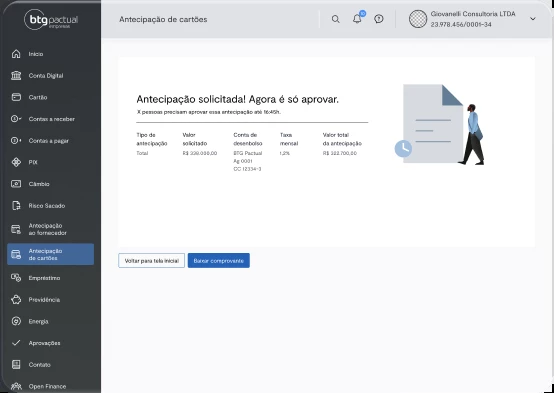 btg pactual
empresas
Antecipação de cartões
Giovanelli Consultoria LTDA
23.978.456/0001-34
Início
Conta Digital
Cartão
Contas a receber
Contas a pagar
PIX
Câmbio
Risco Sacado
Antecipação
ao fornecedor
Antecipação
de cartões
Empréstimo
Previdência
Energia
Aprovações
Contato
Open Finance
Antecipação solicitada! Agora é só aprovar.
X pessoas precisam aprovar essa antecipação até 16:45h.
Tipo de
antecipação
Total
Valor
solicitado
R$ 338.000,00
Conta de
desembolso
BTG Pactual
Ag 0001
CC 12334-3
Taxa
mensal
1,2%
Valor total
da antecipação
R$ 322.700,00
Voltar para tela inicial
Baixar comprovante